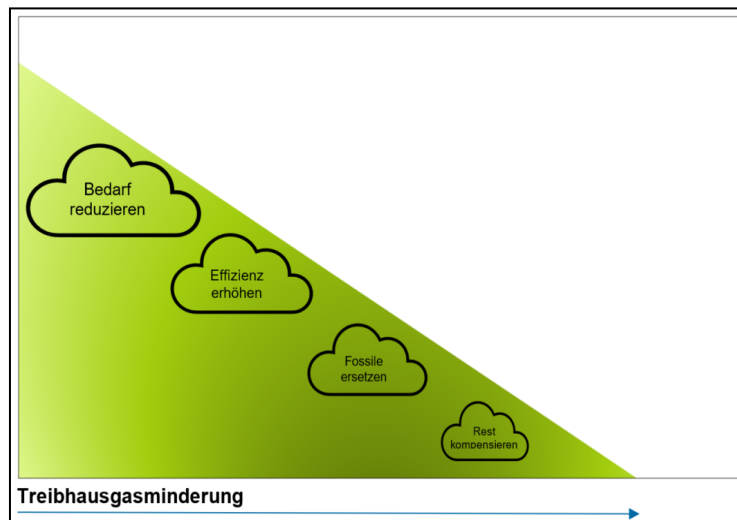 Bedarf
reduzieren
Effizienz
erhöhen
Fossile
ersetzen
Rest
kompensieren
Treibhausgasminderung